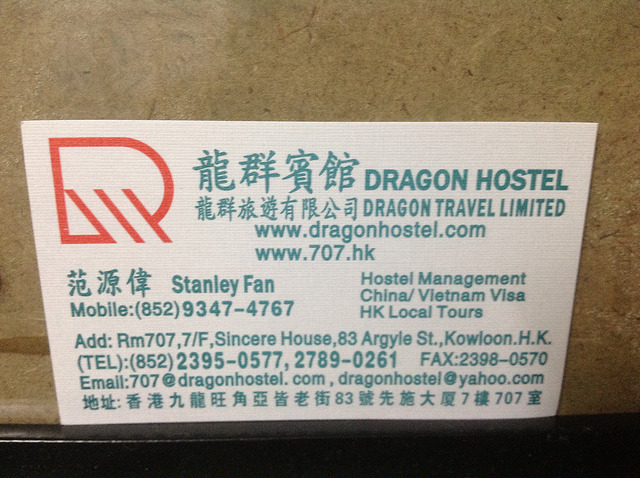 龍群賓館 DRAGON HOSTEL
龍群旅遊有限公司 DRAGON TRAVEL LIMITED
www.dragonhostel.com
www.707.hk
范源偉 Stanley Fan
Mobile:(852)9347-4767
Hostel Management
China/ Vietnam Visa
HK Local Tours
Add: Rm707,7/F,Sincere House,83 Argyle St.,Kowloon.H.K.
(TEL):(852)2395-0577, 2789-0261 FAX:2398-0570
Email:707@dragonhostel.com , dragonhostel@yahoo.com
地址: 香港九龍旺角亞皆老街83號先施大厦7樓707室